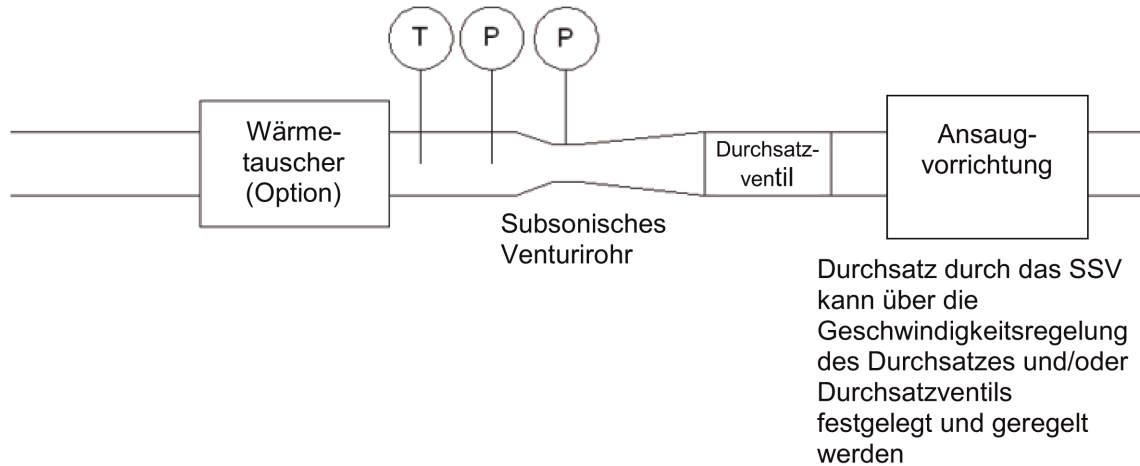 T
P
P
Wärme-
tauscher
(Option)
Durchsatz-
ventil
Ansaug-
vorrichtung
Subsonisches
Venturirohr
Durchsatz durch das SSV
kann über die
Geschwindigkeitsregelung
des Durchsatzes und/oder
Durchsatzventils
festgelegt und geregelt
werden